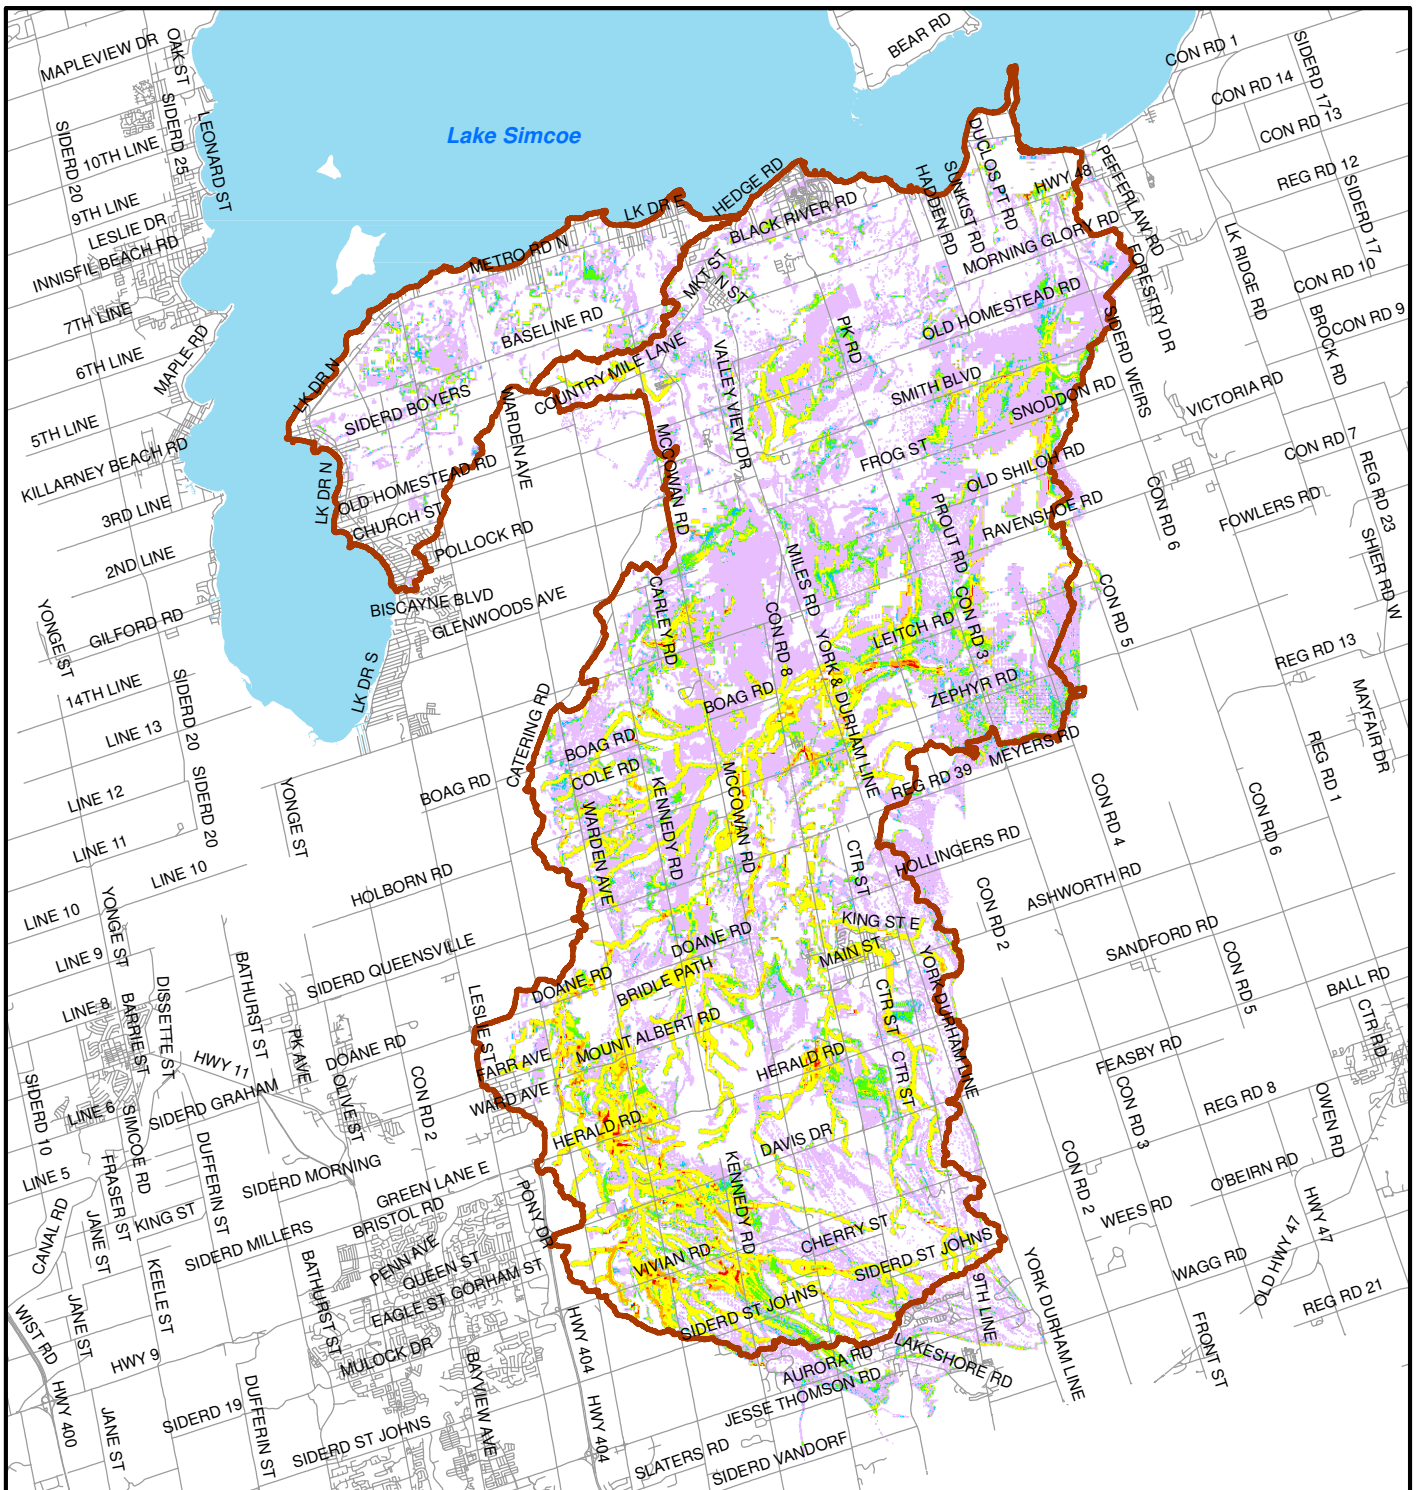 BEAR RD
MAPLEVIEW DR
OAK ST
CON RD 1
SIDERD 17
CON RD 14
CON RD 13
SIDERD 20
SIDERD 25
LEONARD ST
10TH LINE
Lake Simcoe
DUCLOS PT RD
PEFFERLAW RD
REG RD 12
9TH LINE
LESLIE DR
INNISFIL BEACH RD
LK DR E
HEDGE RD
BLACK RIVER RD
HADDEN RD
SUNKIST RD
HWY 48
SIDERD 17
METRO RD N
MKT ST
N ST
MORNING GLORY RD
FORESTRY DR
LK RIDGE RD
CON RD 10
7TH LINE
6TH LINE
MAPLE RD
BASELINE RD
PK RD
OLD HOMESTEAD RD
SIDERD WEIRS
BROCK RD
CON RD 9
LK DR N
SIDERD BOYERS
COUNTRY MILE LANE
VALLEY VIEW DR
SMITH BLVD
SNODDON RD
VICTORIA RD
5TH LINE
WARDEN AVE
MCCOWAN RD
FROG ST
CON RD 7
KILLARNEY BEACH RD
LK DR N
OLD HOMESTEAD RD
OLD SHILOH RD
CON RD 6
REG RD 23
3RD LINE
CHURCH ST
POLLOCK RD
PROUT RD
RAVENSHOE RD
FOWLERS RD
2ND LINE
MILES RD
SHIER RD W
YONGE ST
GILFORD RD
BISCAYNE BLVD
GLENWOODS AVE
CARLEY RD
CON RD 8
LEITCH RD
CON RD 3
CON RD 5
14TH LINE
SIDERD 20
LK DR S
YORK & DURHAM LINE
REG RD 13
LINE 13
CATERING RD
BOAG RD
ZEPHYR RD
MAYFAIR DR
LINE 12
SIDERD 20
YONGE ST
BOAG RD
BOAG RD
COLE RD
MEYERS RD
REG RD 39
REG RD 1
LINE 11
WARDEN AVE
KENNEDY RD
MCCOWAN RD
CON RD 4
CON RD 6
LINE 10
HOLBORN RD
CTR ST
HOLLINGERS RD
ASHWORTH RD
LINE 10
YONGE ST
CON RD 2
KING ST E
SANDFORD RD
LINE 9
SIDERD QUEENSVILLE
DOANE RD
MAIN ST
CON RD 5
BALL RD
LINE 8
BARRIE ST
DISSETTE ST
BATHURST ST
LESLIE ST
DOANE RD
BRIDLE PATH
CTR ST
YORK DURHAM LINE
CTR RD
PK AVE
DOANE RD
MOUNT ALBERT RD
HWY 11
FARR AVE
HERALD RD
FEASBY RD
SIDERD 10
LINE 6
SIMCOE RD
SIDERD GRAHAM
OLIVE ST
CON RD 2
WARD AVE
CTR ST
CON RD 3
REG RD 8
OWEN RD
LINE 5
DUFFERIN ST
HERALD RD
DAVIS DR
SIDERD MORNING
CON RD 2
O'BEIRN RD
CANAL RD
FRASER ST
KING ST
GREEN LANE E
PONY DR
KENNEDY RD
WEES RD
HWY 47
JANE ST
SIDERD MILLERS
BRISTOL RD
CHERRY ST
PENN AVE
QUEEN ST
VIVIAN RD
SIDERD ST JOHNS
WAGG RD
OLD HWY 47
KEELE ST
BATHURST ST
EAGLE ST
GORHAM ST
9TH LINE
YORK DURHAM LINE
REG RD 21
WIST RD
JANE ST
HWY 9
MULOCK DR
HWY 404
SIDERD ST JOHNS
FRONT ST
HWY 400
BAYVIEW AVE
AURORA RD
LAKESHORE RD
DUFFERIN ST
JESSE THOMSON RD
JANE ST
SIDERD 19
SIDERD ST JOHNS
HWY 404
SLATERS RD
SIDERD VANDORF